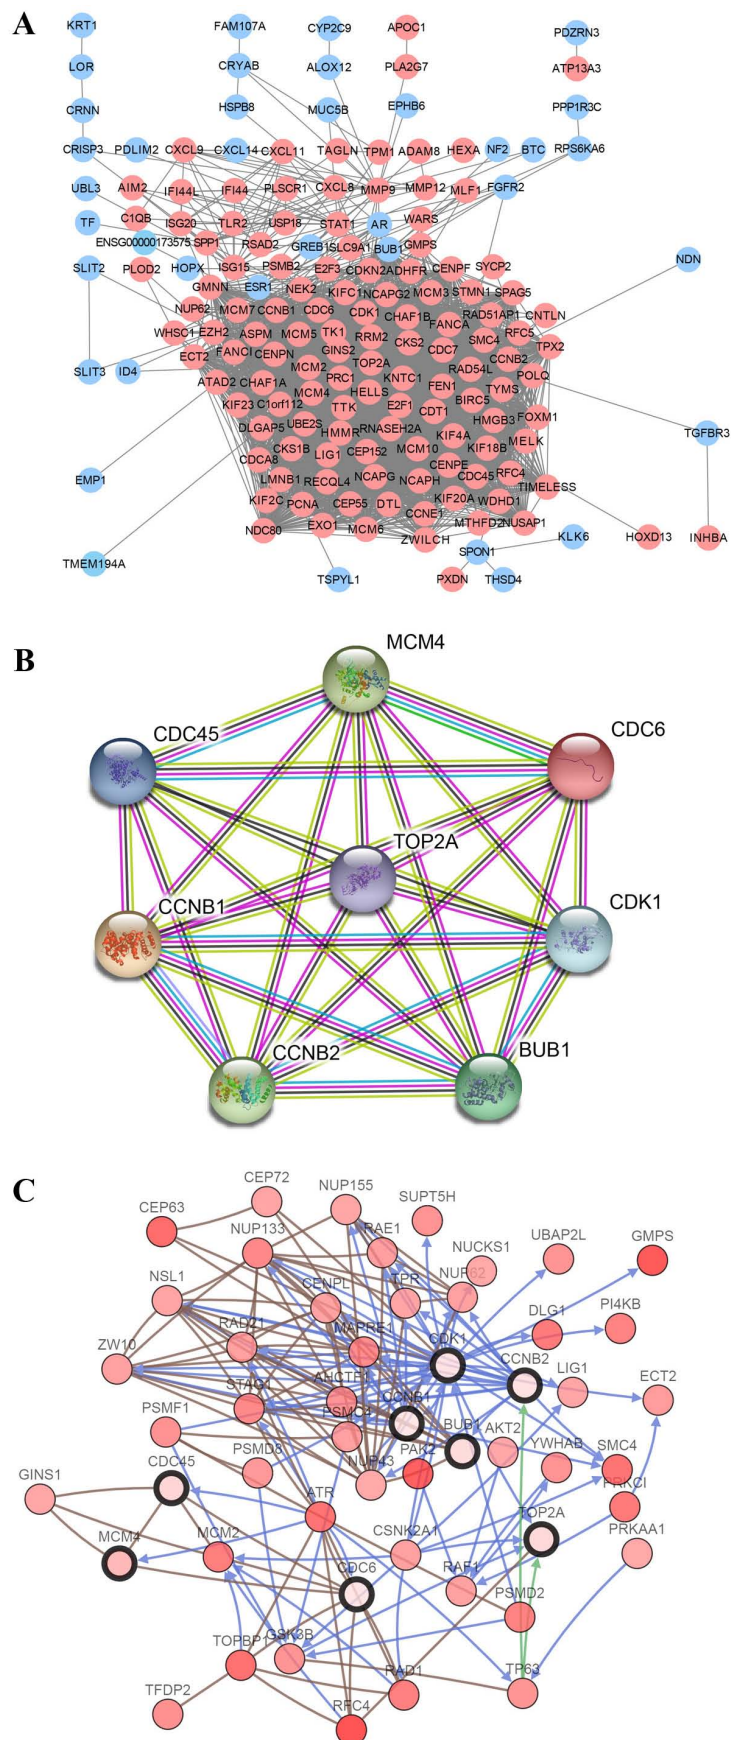 A
KRT1 FAM107A CYP2C9 APOC1 PDZRN3
LOR CRYAB ALOX12 PLA2G7 ATP13A3
CRNN HSPB8 MUC5B EPHB6 PPP1R3C
CRISP3 PDLIM2 CXCL9 CXCL14 CXCL11 TAGLN TPM1 ADAM8 HEXA NF2 BTC RPS6KA6
UBL3 AIM2 IFI44L IFI44 PLSCR1 CXCL8 MMP9 MMP12 MLF1 FGFR2
TF C1QB ISG20 TLR2 USP18 STAT1 AR WARS
ENSG00000173575 SPP1 RSAD2 GREB1 SLC9A1 BUB1 GMPS NDN
SLIT2 PLOD2 HOPX ISG15 PSMB2 E2F3 CDKN2A DHFR CENPF SYCP2
GMNN ESR1 NEK2 KIFC1 NCAPG2 MCM3 STMN1 SPAG5
NUP62 MCM7 CCNB1 CDC6 CDK1 CHAF1B FANCA RAD51AP1 CNTLN
WHSC1 EZH2 ASPM MCM5 TK1 RRM2 CKS2 CDC7 SMC4 RFC5 TPX2
SLIT3 ID4 ECT2 FANCI CENPN GINS2 TOP2A RAD54L CCNB2
ATAD2 CHAF1A MCM2 PRC1 KNTC1 FEN1 TYMS POLQ
KIF23 C1orf112 MCM4 HELLS E2F1 CDT1 BIRC5 HMGB3 FOXM1
DLGAP5 UBE2S HMMR TTK RNASEH2A KIF4A KIF18B MELK TGFBR3
EMP1 CDCA8 CKS1B LIG1 CEP152 MCM10 CENPE RFC4
LMNB1 RECQL4 NCAPG NCAPH CDC45 TIMELESS
KIF2C PCNA CEP55 DTL CCNE1 KIF20A WDHD1
NDC80 EXO1 MCM6 ZWILCH MTHFD2 NUSAP1 KLK6 HOXD13 INHBA
TMEM194A TSPYL1 SPON1 PXDN THSD4
B
MCM4
CDC45 CDC6
TOP2A
CCNB1 CDK1
CCNB2 BUB1
C
CEP72 NUP155 SUPT5H
CEP63 NUP133 RAE1 NUCKS1 UBAP2L GMPS
NSL1 CENPL TPR NUP62 DLG1 PI4KB
ZW10 RAD21 MAPRE1 CDK1 CCNB2 LIG1 ECT2
STAG1 AHCTF1 CCNB1
PSMF1 PSMC4 BUB1 AKT2 YWHAB SMC4
CDC45 PSMD8 NUP43 PAK2 PRKCI
GINS1 ATR TOP2A PRKAA1
MCM4 MCM2 CSNK2A1
CDC6 RAF1 PSMD2
TOPBP1 GSK3B RAD1 TP63
TFDP2 RFC4